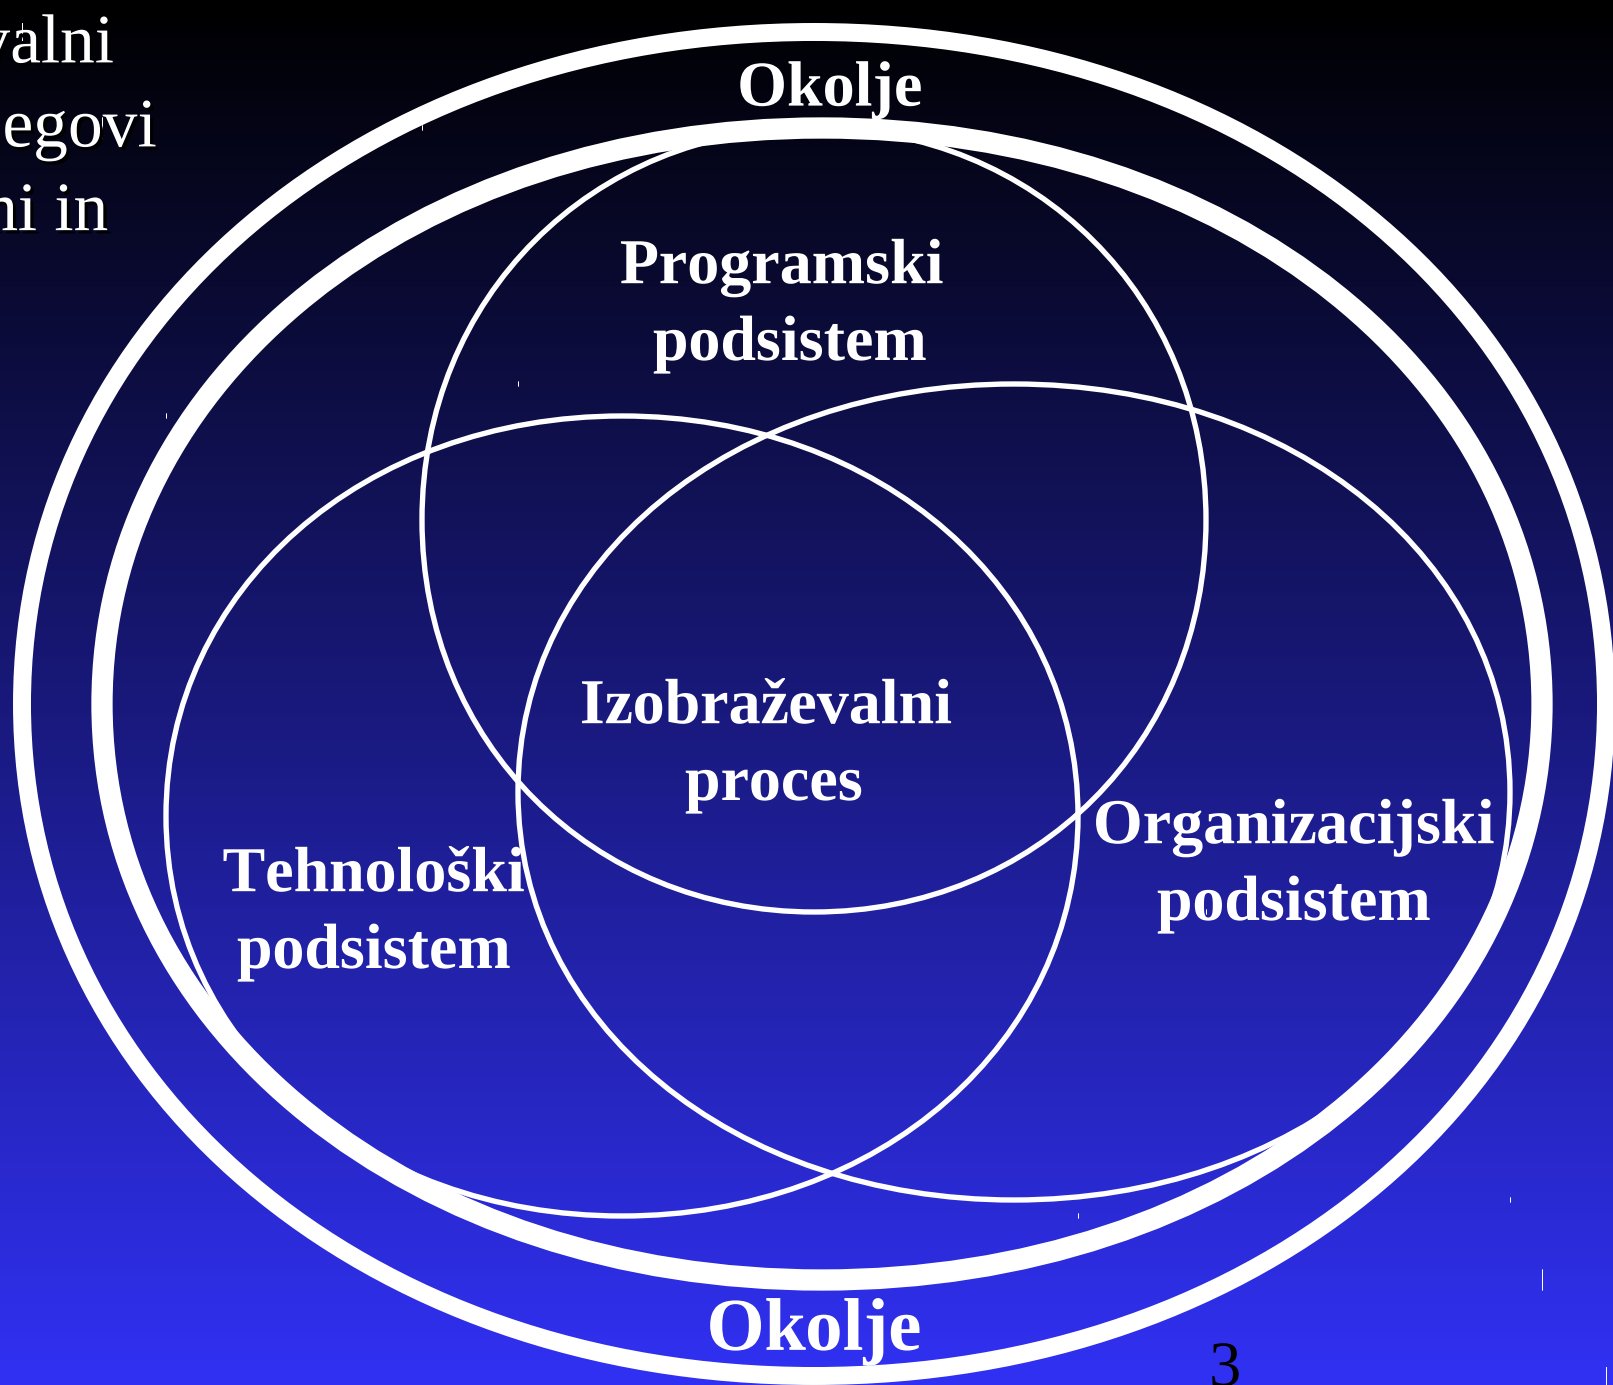 valni
egovi
ni in
Okolje
Programski
podsistem
Izobraževalni
proces
Organizacijski
podsistem
Tehnološki
podsistem
Okolje
3